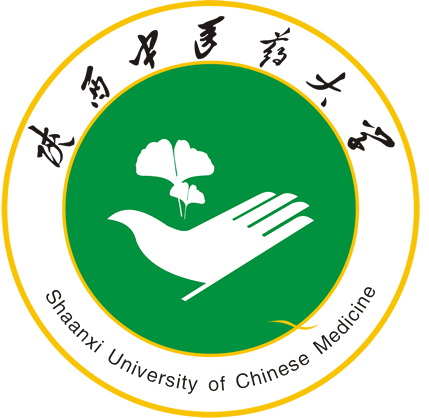 陕西中医药大学
Shaanxi University of Chinese Medicine